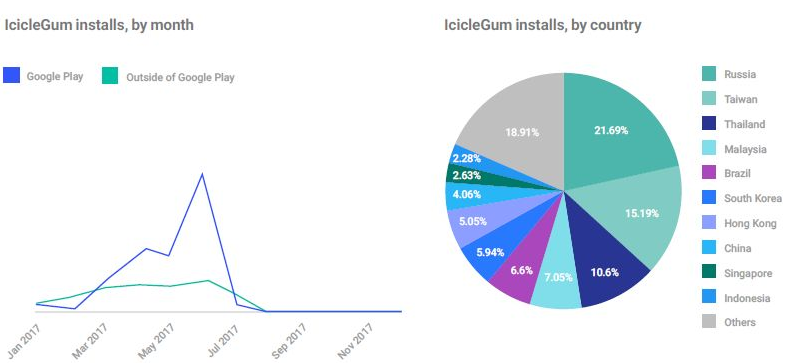 IcicleGum installs, by month
Google Play
Outside of Google Play
Jan 2017
Mar 2017
May 2017
Jul 2017
Sep 2017
Nov 2017
IcicleGum installs, by country
21.69%
15.19%
10.6%
7.05%
6.6%
5.94%
5.05%
4.06%
2.63%
2.28%
18.91%
Russia
Taiwan
Thailand
Malaysia
Brazil
South Korea
Hong Kong
China
Singapore
Indonesia
Others